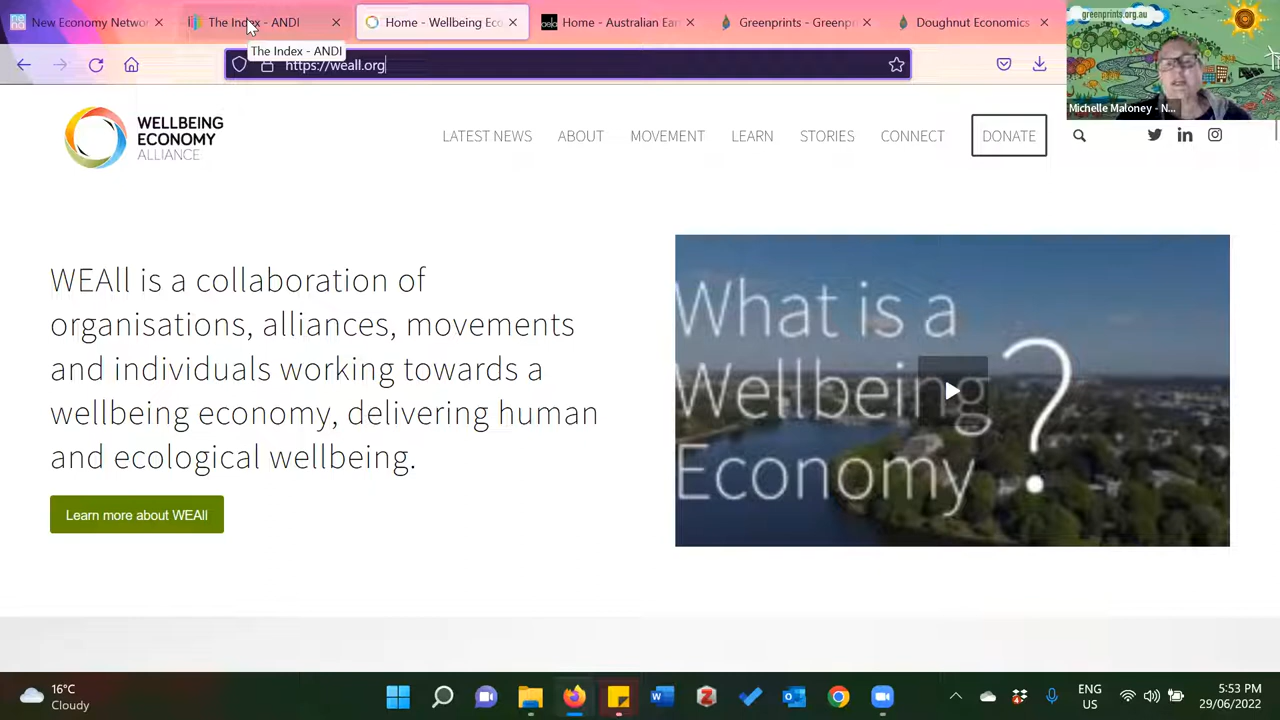 New Economy Netwo
The Index - ANDI
Home - Wellbeing Eco
Home - Australian Ear
Greenprints - Greenpr
Doughnut Economics
greenprints.org.au
The Index - ANDI
https://weall.org
Michelle Maloney - N...
WELLBEING
ECONOMY
ALLIANCE
LATEST NEWS
ABOUT
MOVEMENT
LEARN
STORIES
CONNECT
DONATE
WEAll is a collaboration of
organisations, alliances, movements
and individuals working towards a
wellbeing economy, delivering human
and ecological wellbeing.
Learn more about WEAll
What is a
Wellbeing
Economy
?
16°C
Cloudy
ENG
US
5:53 PM
29/06/2022